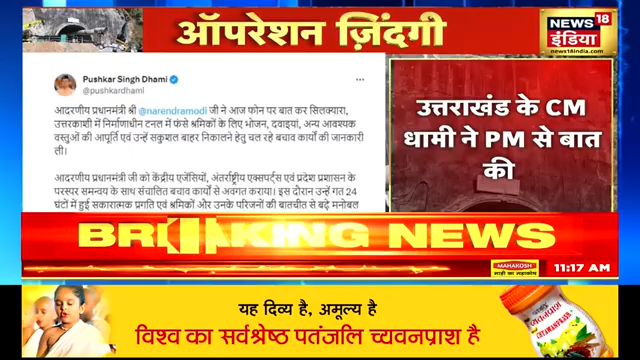 ऑपरेशन ज़िंदगी
NEWS 18
इंडिया
news18india.com
Pushkar Singh Dhami
@pushkardhami
आदरणीय प्रधानमंत्री श्री @narendramodi जी ने आज फोन पर बात कर सिलक्यारा,
उत्तरकाशी में निर्माणाधीन टनल में फंसे श्रमिकों के लिए भोजन, दवाइयां, अन्य आवश्यक
वस्तुओं की आपूर्ति एवं उन्हें सकुशल बाहर निकालने हेतु चल रहे बचाव कार्यों की जानकारी
ली।
आदरणीय प्रधानमंत्री जी को केंद्रीय एजेंसियों, अंतर्राष्ट्रीय एक्सपर्ट्स एवं प्रदेश प्रशासन के
परस्पर समन्वय के साथ संचालित बचाव कार्यों से अवगत कराया। इस दौरान उन्हें गत 24
घंटों में हुई सकारात्मक प्रगति एवं श्रमिकों और उनके परिजनों की बातचीत से बढ़े मनोबल
उत्तराखंड के CM
धामी ने PM से बात
की
BREAKING NEWS
MAHAKOSH
11:17 AM
यह दिव्य है, अमूल्य है
विश्व का सर्वश्रेष्ठ पतंजलि च्यवनप्राश है